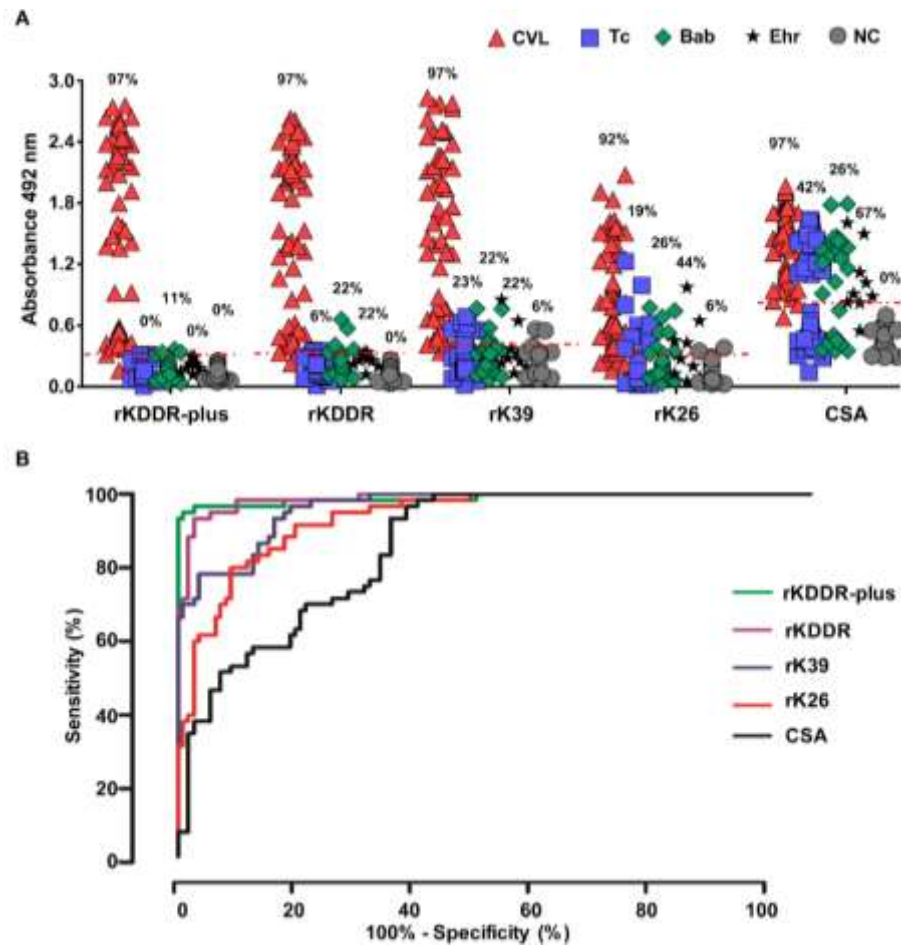 A
CVL Tc Bab Ehr NC
Absorbance 492 nm
3.0
2.4
1.8
1.2
0.6
0.0
97% 11% 0% 0% 0%
97% 22% 6% 22% 0%
97% 22% 23% 22% 6%
92% 19% 26% 44% 6%
97% 26% 42% 67% 0%
rKDDR-plus rKDDR rK39 rK26 CSA
B
Sensitivity (%)
100
80
60
40
20
0
rKDDR-plus
rKDDR
rK39
rK26
CSA
0 20 40 60 80 100
100% - Specificity (%)